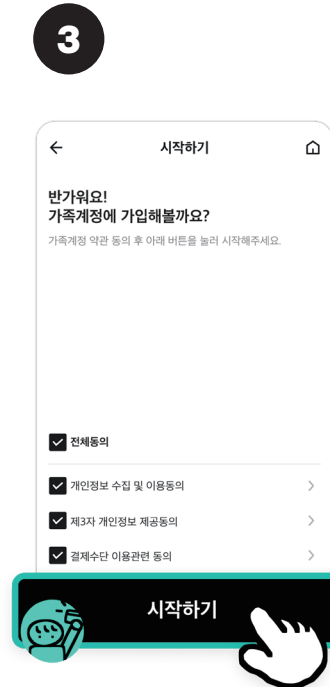 3
시작하기
반가워요!
가족계정에 가입해볼까요?
가족계정 약관 동의 후 아래 버튼을 눌러 시작해주세요.
전체동의
개인정보 수집 및 이용동의
제3자 개인정보 제공동의
결제수단 이용관련 동의
시작하기